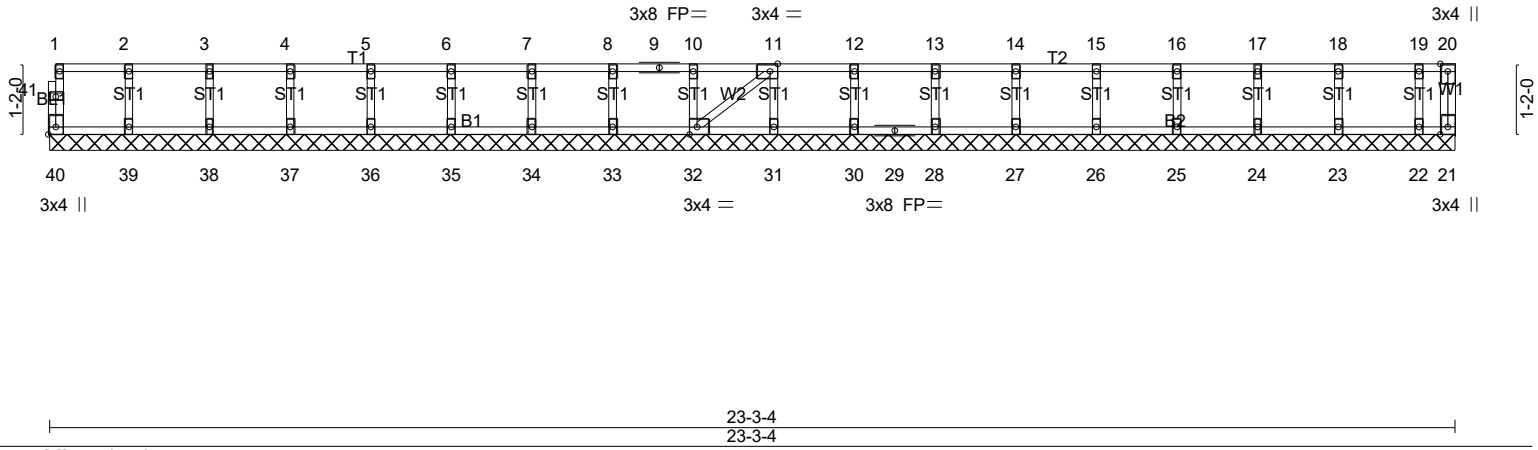 3x8 FP= 3x4 = 3x4 ||
1 2 3 4 5 6 7 8 9 10 11 12 13 14 15 16 17 18 19 20
T1 T2
1-2-0 41 BL1 ST1 ST1 ST1 ST1 ST1 ST1 ST1 ST1 W2 ST1 ST1 ST1 ST1 ST1 ST1 ST1 ST1 ST1 W1 1-2-0
B1 B2
40 39 38 37 36 35 34 33 32 31 30 29 28 27 26 25 24 23 22 21
3x4 || 3x4 = 3x8 FP= 3x4 ||
23-3-4
23-3-4